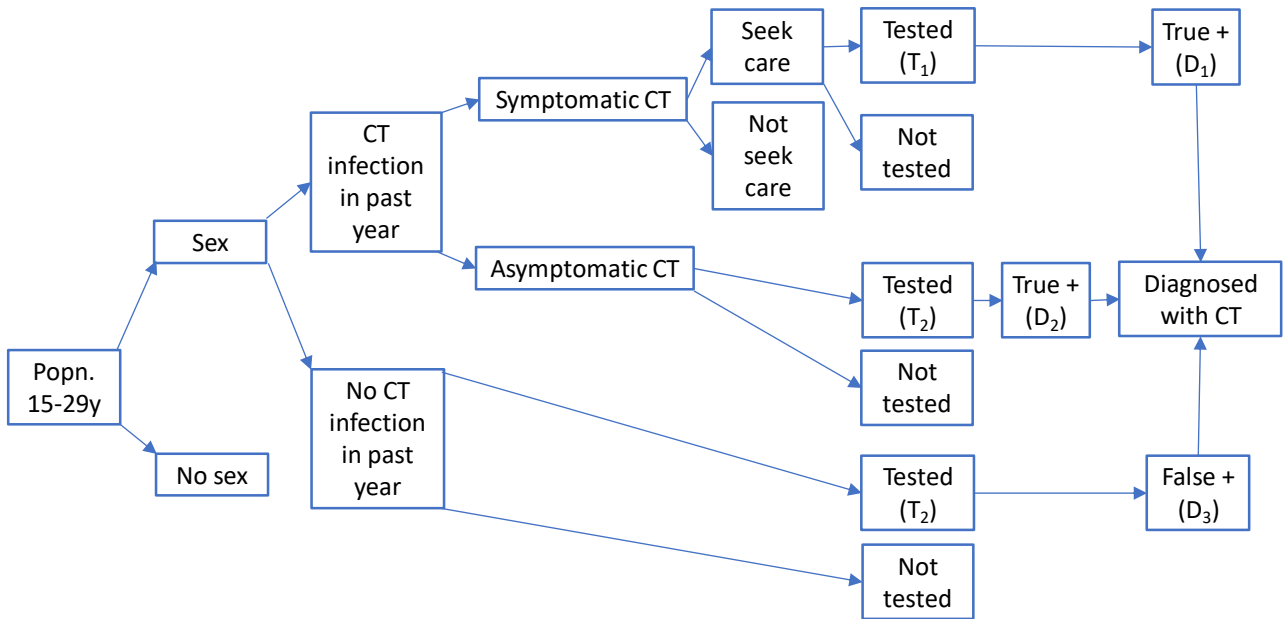 Popn.
15-29y
Sex
No sex
CT
infection
in past
year
No CT
infection
in past
year
Symptomatic CT
Asymptomatic CT
Seek
care
Not
seek
care
Tested
(T₁)
Not
tested
Tested
(T₂)
Not
tested
Tested
(T₂)
Not
tested
True +
(D₁)
True +
(D₂)
False +
(D₃)
Diagnosed
with CT